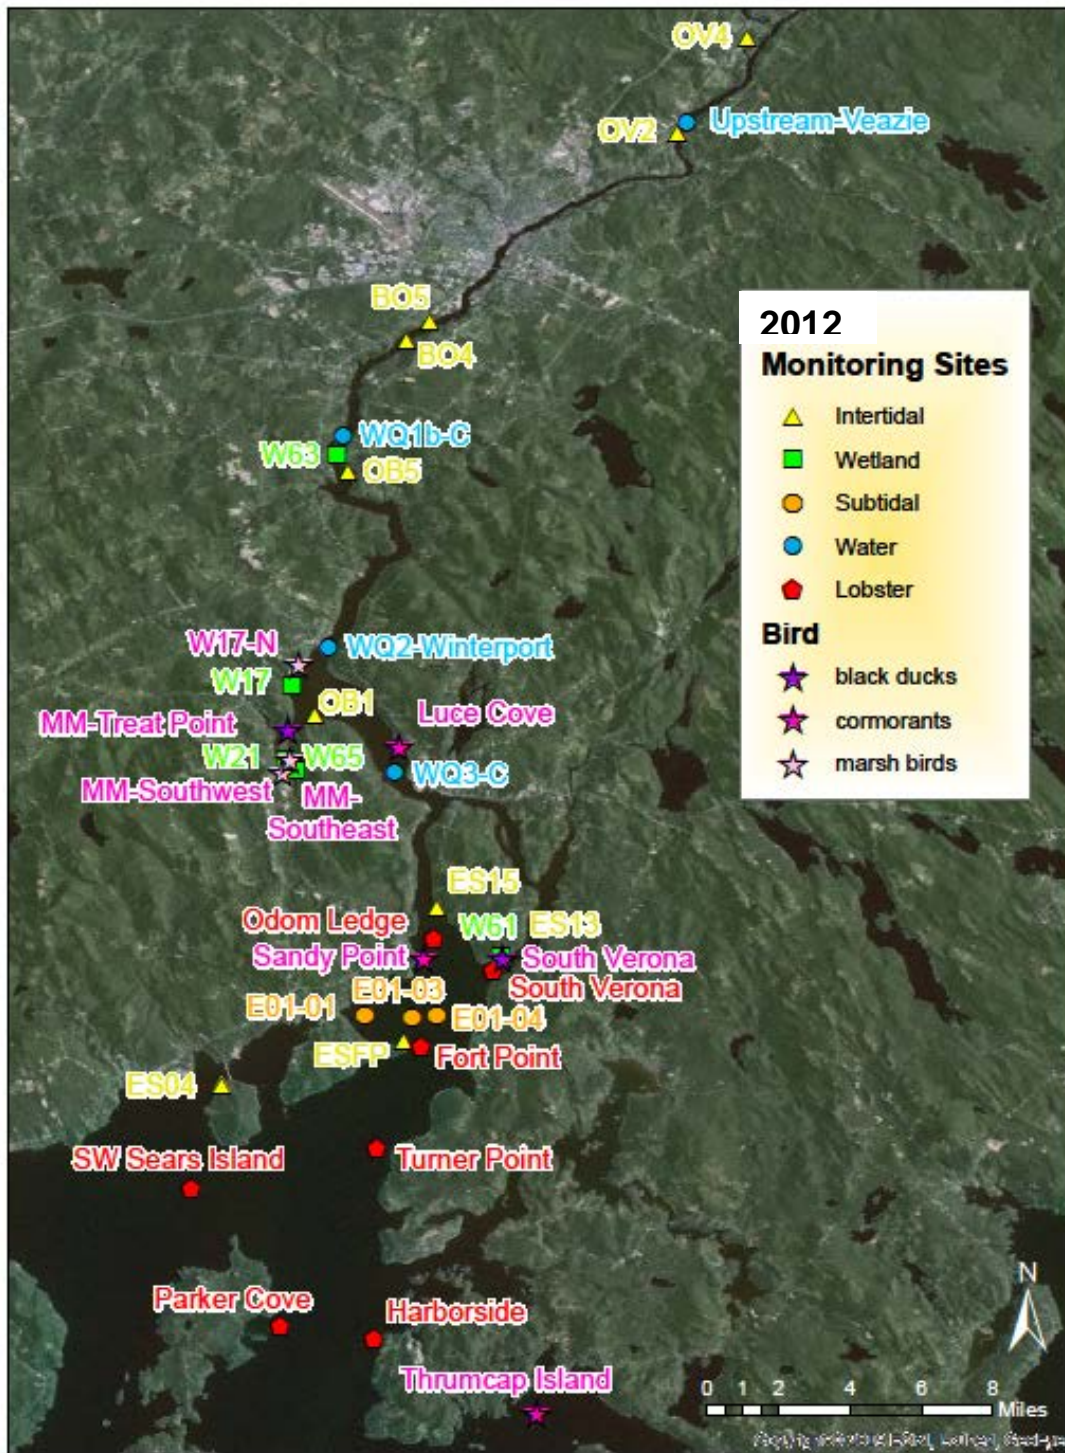 OV4
OV2
Upstream-Veazie
BO5
BO4
WQ1b-C
W63
OB5
W17-N
WQ2-Winterport
W17
OB1
Luce Cove
MM-Treat Point
W21
W65
WQ3-C
MM-Southwest
MM-
Southeast
ES15
Odom Ledge
W61
ES13
Sandy Point
South Verona
South Verona
E01-03
E01-01
E01-04
ESFP
Fort Point
ES04
SW Sears Island
Turner Point
Parker Cove
Harborside
Thrumcap Island
2012
Monitoring Sites
Intertidal
Wetland
Subtidal
Water
Lobster
Bird
black ducks
cormorants
marsh birds
N
0 1 2 4 6 8
Miles